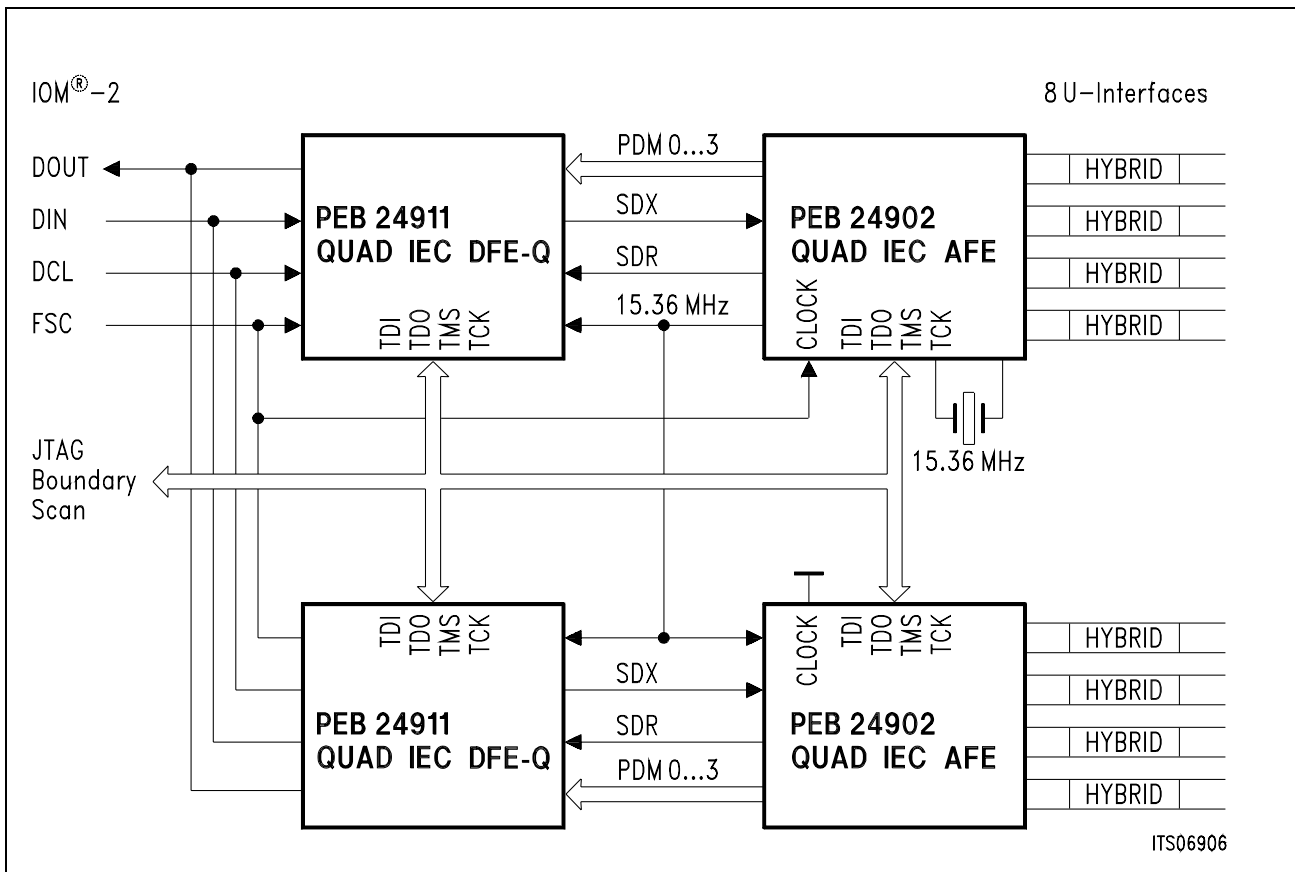 IOM®-2
8 U-Interfaces
DOUT
DIN
DCL
FSC
PEB 24911
QUAD IEC DFE-Q
TDI
TDO
TMS
TCK
PDM 0...3
SDX
SDR
15.36 MHz
PEB 24902
QUAD IEC AFE
CLOCK
TDI
TDO
TMS
TCK
HYBRID
HYBRID
HYBRID
HYBRID
15.36 MHz
JTAG
Boundary
Scan
TDI
TDO
TMS
TCK
PEB 24911
QUAD IEC DFE-Q
SDX
SDR
PDM 0...3
CLOCK
TDI
TDO
TMS
TCK
PEB 24902
QUAD IEC AFE
HYBRID
HYBRID
HYBRID
HYBRID
ITS06906